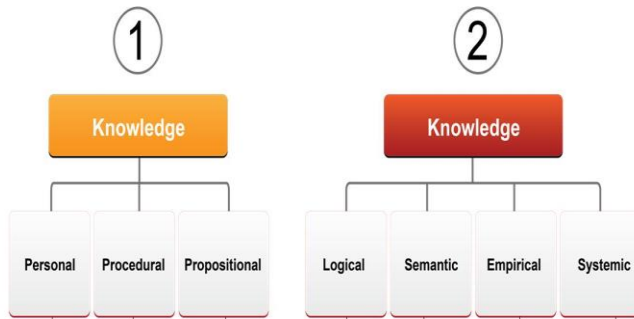 1
2
Knowledge
Knowledge
Personal
Procedural
Propositional
Logical
Semantic
Empirical
Systemic